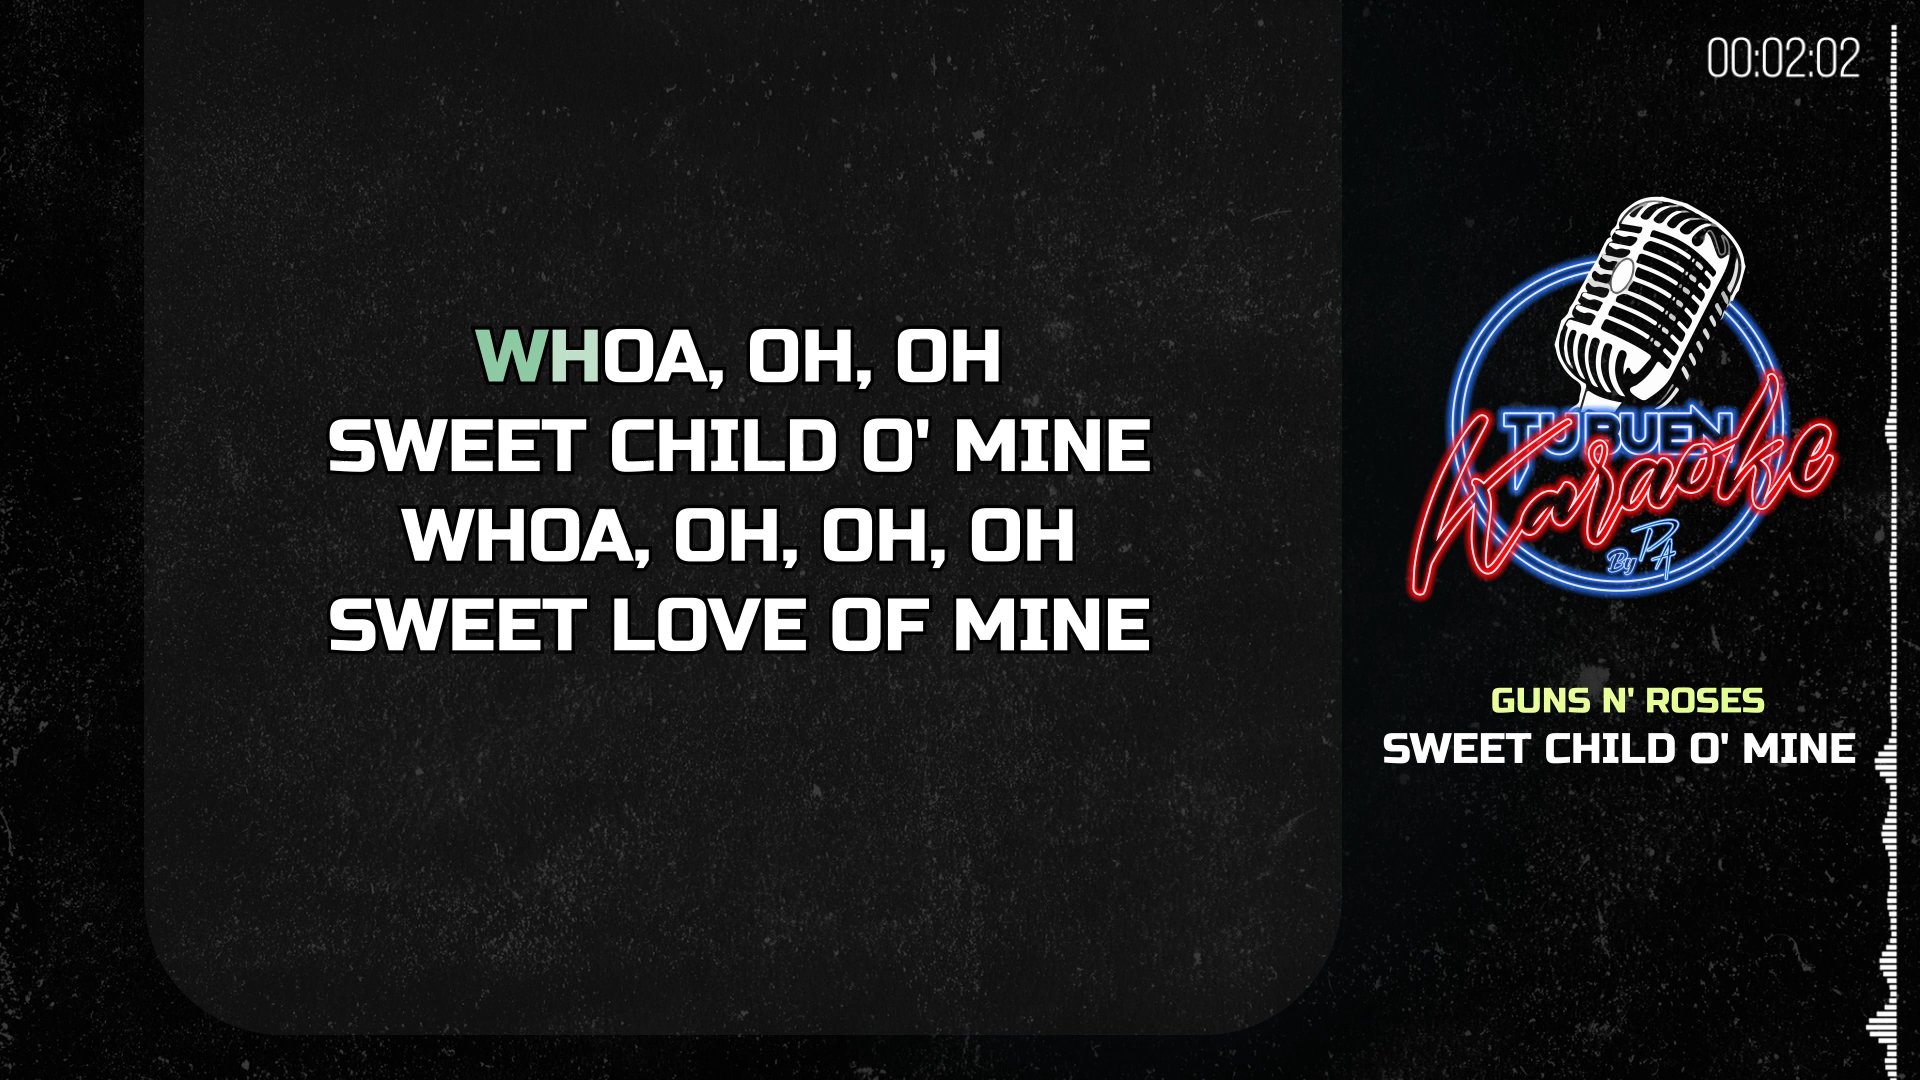 00:02:02
WHOA, OH, OH
SWEET CHILD O' MINE
WHOA, OH, OH, OH
SWEET LOVE OF MINE
TUBUEN
Karaoke
By PA
GUNS N' ROSES
SWEET CHILD O' MINE